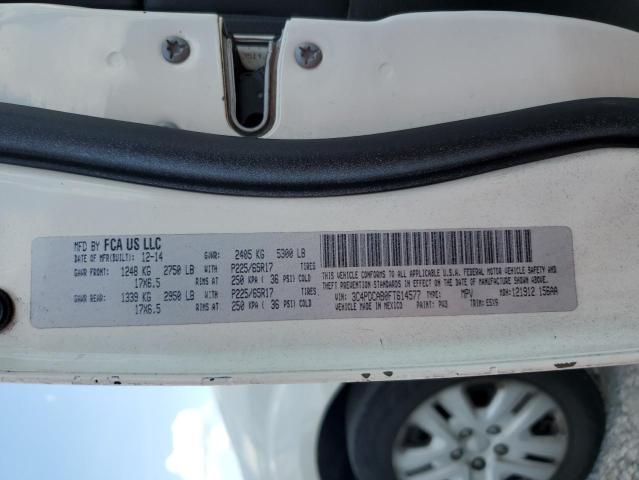 MFD BY FCA US LLC
DATE OF MFR(BUILT): 12-14 GVWR: 2405 KG 5300 LB
GAWR FRONT: 1248 KG 2750 LB WITH P225/65R17 TIRES
17X6.5 RIMS AT 250 KPA ( 36 PSI) COLD
GAWR REAR: 1339 KG 2950 LB WITH P225/65R17 TIRES
17X6.5 RIMS AT 250 KPA ( 36 PSI) COLD
THIS VEHICLE CONFORMS TO ALL APPLICABLE U.S.A. FEDERAL MOTOR VEHICLE SAFETY AND THEFT
PREVENTION STANDARDS IN EFFECT ON THE DATE OF MANUFACTURE SHOWN ABOVE.
VIN: 3C4PDCAB0FT614577 TYPE: MPV MDH:121912 156AA
VEHICLE MADE IN MEXICO PAINT: PW3 TRIM: E5X9